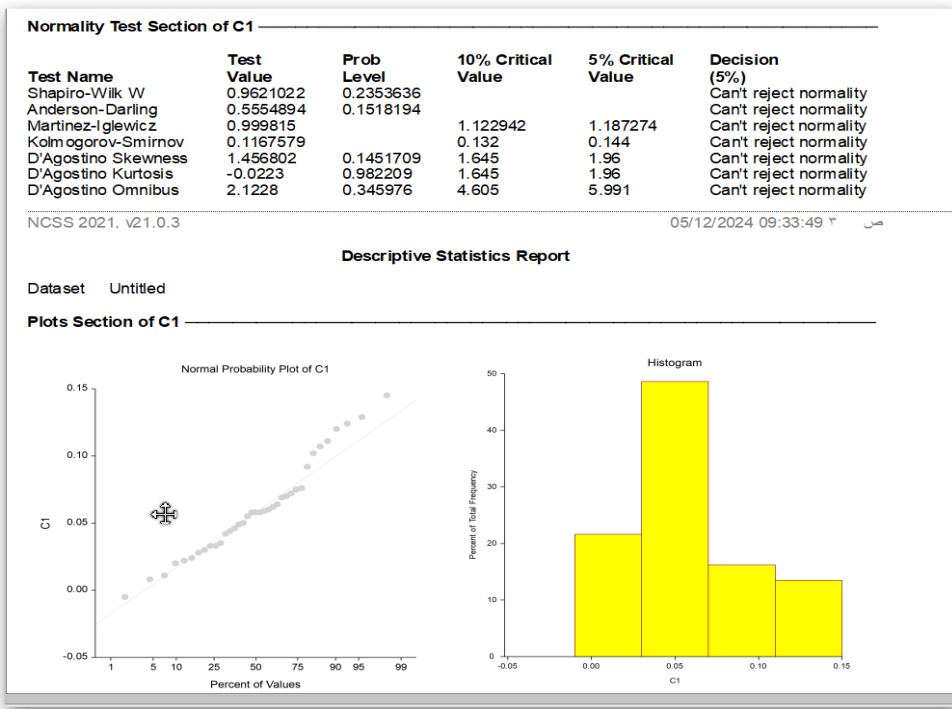 Normality Test Section of C1
Test Prob 10% Critical 5% Critical Decision
Test Name Value Level Value Value (5%)
Shapiro-Wilk W 0.9621022 0.2353636 Can't reject normality
Anderson-Darling 0.5554894 0.1518194 Can't reject normality
Martinez-Iglewicz 0.999815 1.122942 1.187274 Can't reject normality
Kolmogorov-Smirnov 0.1167579 0.132 0.144 Can't reject normality
D'Agostino Skewness 1.456802 0.1451709 1.645 1.96 Can't reject normality
D'Agostino Kurtosis -0.0223 0.982209 1.645 1.96 Can't reject normality
D'Agostino Omnibus 2.1228 0.345976 4.605 5.991 Can't reject normality
NCSS 2021, v21.0.3 05/12/2024 09:33:49 ص ٣
Descriptive Statistics Report
Dataset Untitled
Plots Section of C1
Normal Probability Plot of C1
0.15
0.10
0.05
0.00
-0.05
C1
1 5 10 25 50 75 90 95 99
Percent of Values
Histogram
50
40
30
20
10
0
Percent of Total Frequency
-0.05 0.00 0.05 0.10 0.15
C1